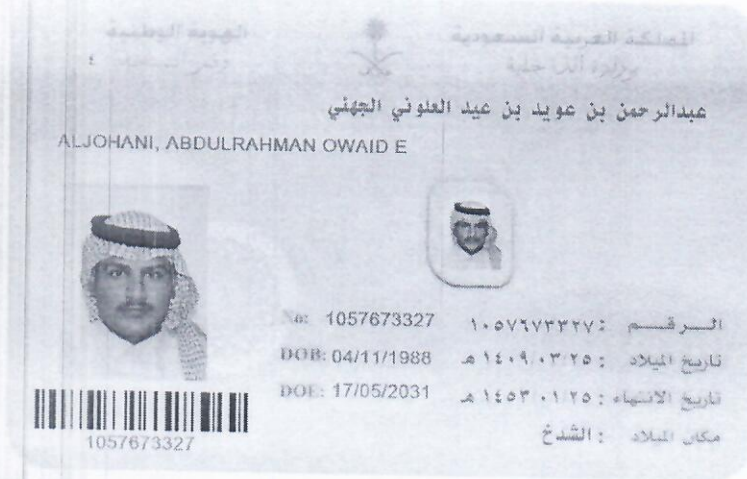 المملكة العربية السعودية
الهوية الوطنية
وزارة الداخلية
عبدالرحمن بن عويد بن عيد العلوني الجهني
ALJOHANI, ABDULRAHMAN OWAID E
الرقم : ١٠٥٧٦٧٣٣٢٧ No: 1057673327
تاريخ الميلاد : ١٤٠٩/٠٣/٢٥ هـ DOB: 04/11/1988
تاريخ الانتهاء : ١٤٥٣/٠١/٢٥ هـ DOE: 17/05/2031
مكان الميلاد : الشدخ
1057673327